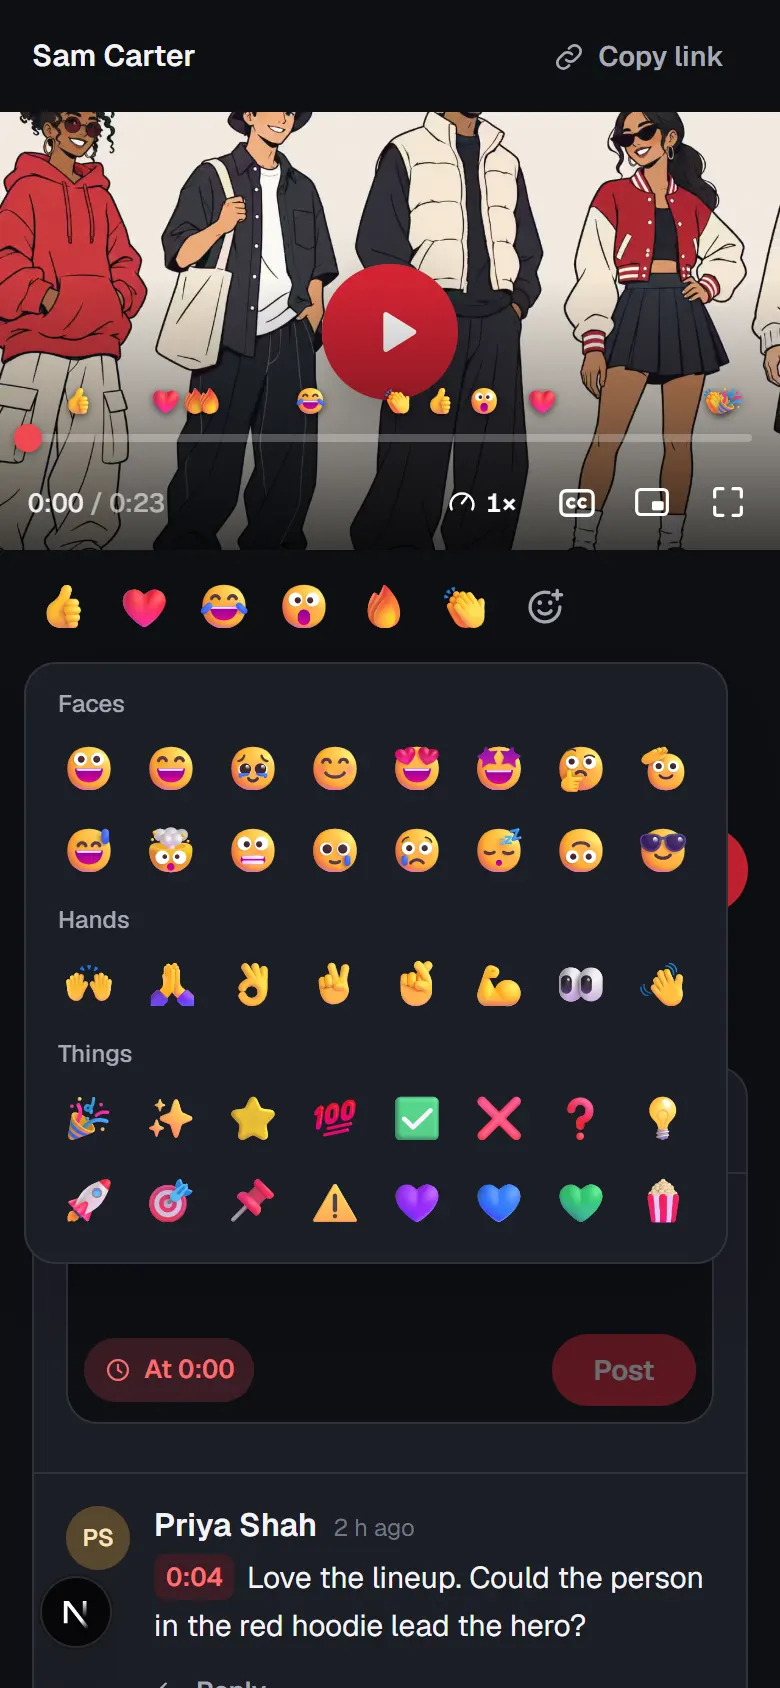 Sam Carter
Copy link
0:00 / 0:23
1×
CC
Faces
Hands
Things
100
At 0:00
Post
PS
Priya Shah 2 h ago
0:04 Love the lineup. Could the person
in the red hoodie lead the hero?
N
Reply